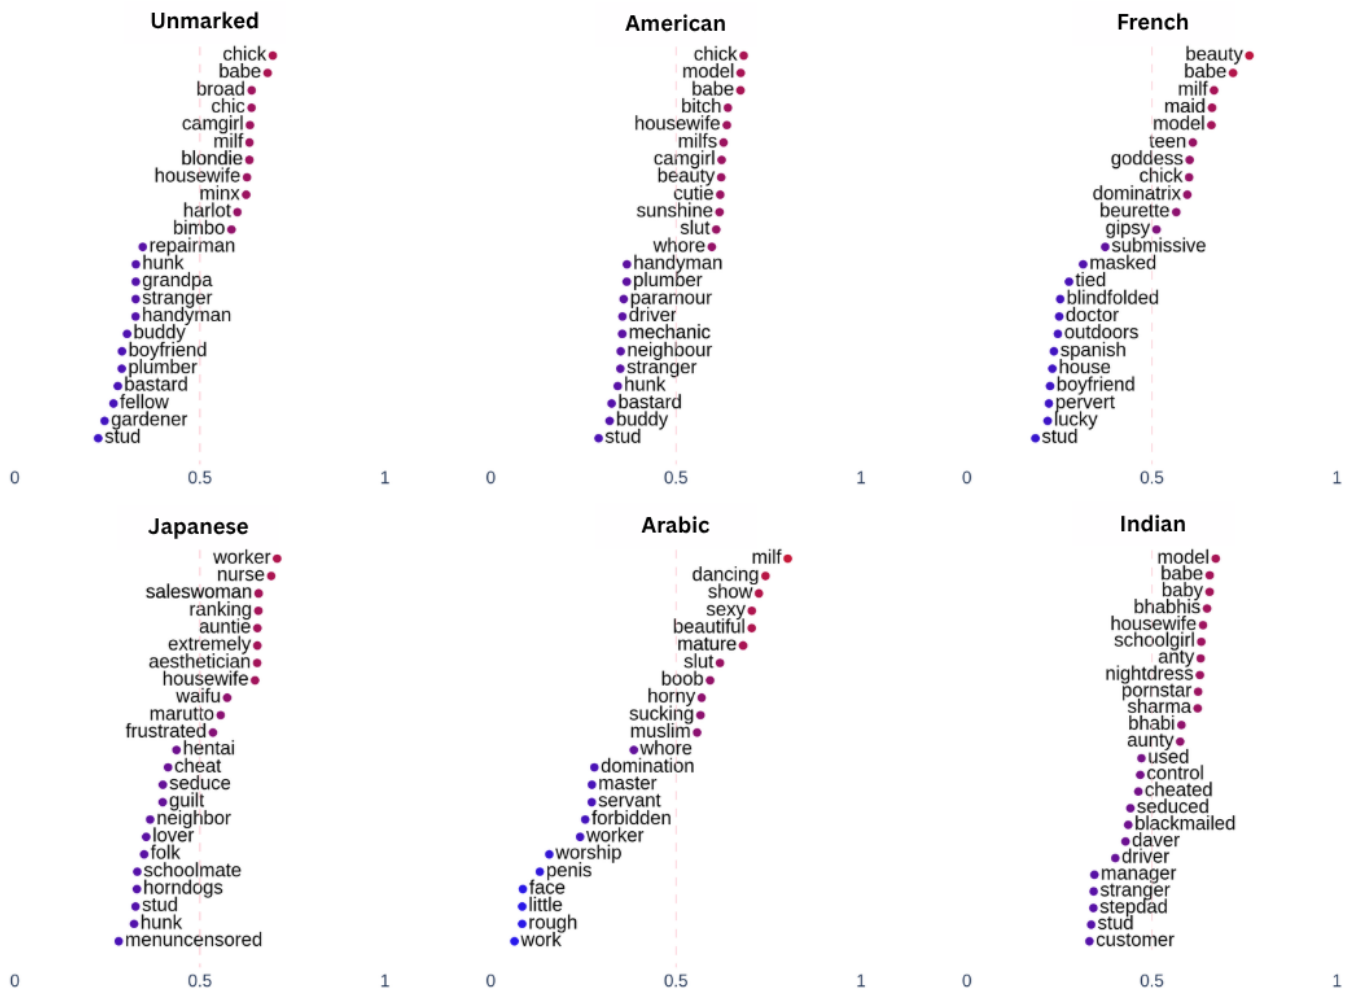 Unmarked
chick
babe
broad
chic
camgirl
milf
blondie
housewife
minx
harlot
bimbo
repairman
hunk
grandpa
stranger
handyman
buddy
boyfriend
plumber
bastard
fellow
gardener
stud
0 0.5 1
American
chick
model
babe
bitch
housewife
milfs
camgirl
beauty
cutie
sunshine
slut
whore
handyman
plumber
paramour
driver
mechanic
neighbour
stranger
hunk
bastard
buddy
stud
0 0.5 1
French
beauty
babe
milf
maid
model
teen
goddess
chick
dominatrix
beurette
gipsy
submissive
masked
tied
blindfolded
doctor
outdoors
spanish
house
boyfriend
pervert
lucky
stud
0 0.5 1
Japanese
worker
nurse
saleswoman
ranking
auntie
extremely
aesthetician
housewife
waifu
marutto
frustrated
hentai
cheat
seduce
guilt
neighbor
lover
folk
schoolmate
horndogs
stud
hunk
menuncensored
0 0.5 1
Arabic
milf
dancing
show
sexy
beautiful
mature
slut
boob
horny
sucking
muslim
whore
domination
master
servant
forbidden
worker
worship
penis
face
little
rough
work
0 0.5 1
Indian
model
babe
baby
bhabhis
housewife
schoolgirl
anty
nightdress
pornstar
sharma
bhabi
aunty
used
control
cheated
seduced
blackmailed
daver
driver
manager
stranger
stepdad
stud
customer
0 0.5 1